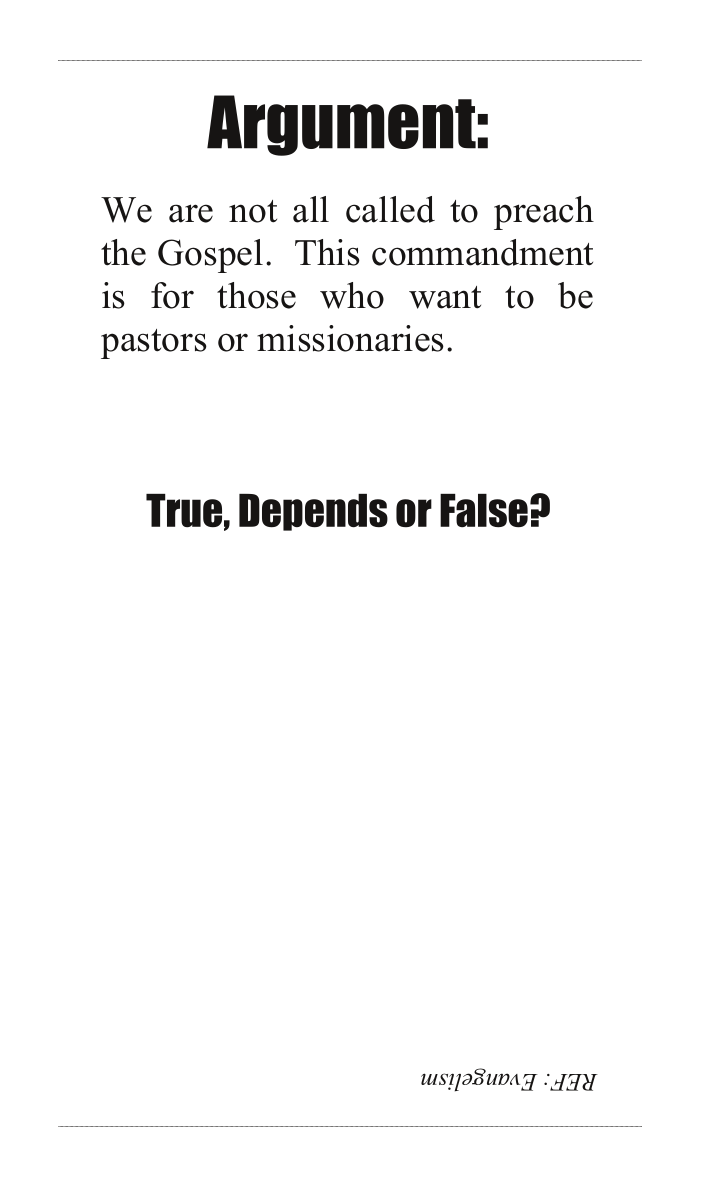 Argument:
We are not all called to preach
the Gospel. This commandment
is for those who want to be
pastors or missionaries.
True, Depends or False?
REF: Evangelism